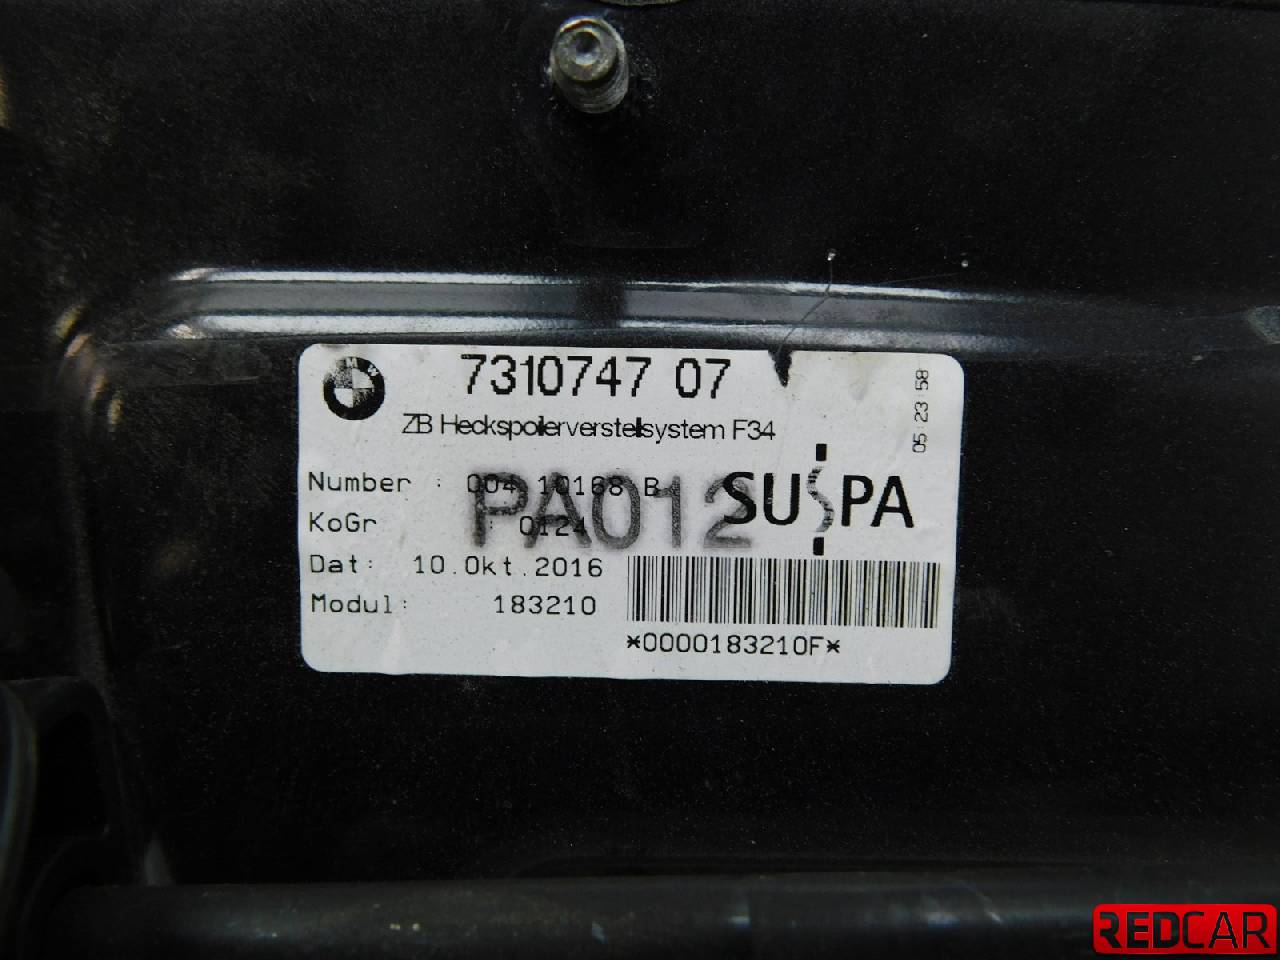 7310747 07
ZB Heckspoilerverstellsystem F34
05:23:58
Number : 004 10168 B
PA012
SUSPA
KoGr : 0124
Dat: 10.Okt.2016
Modul: 183210
*0000183210F*
REDCAR